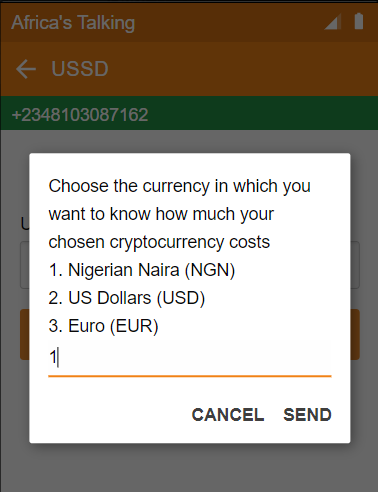 Africa's Talking
USSD
+2348103087162
Choose the currency in which you
want to know how much your
chosen cryptocurrency costs
1. Nigerian Naira (NGN)
2. US Dollars (USD)
3. Euro (EUR)
1
CANCEL SEND